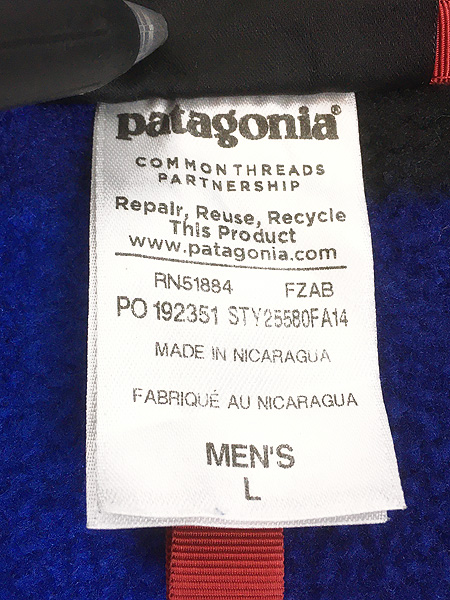 patagonia®
COMMON THREADS
PARTNERSHIP
Repair, Reuse, Recycle
This Product
www.patagonia.com
RN51884 FZAB
PO 192351 STY25580FA14
MADE IN NICARAGUA
FABRIQUÉ AU NICARAGUA
MEN'S
L